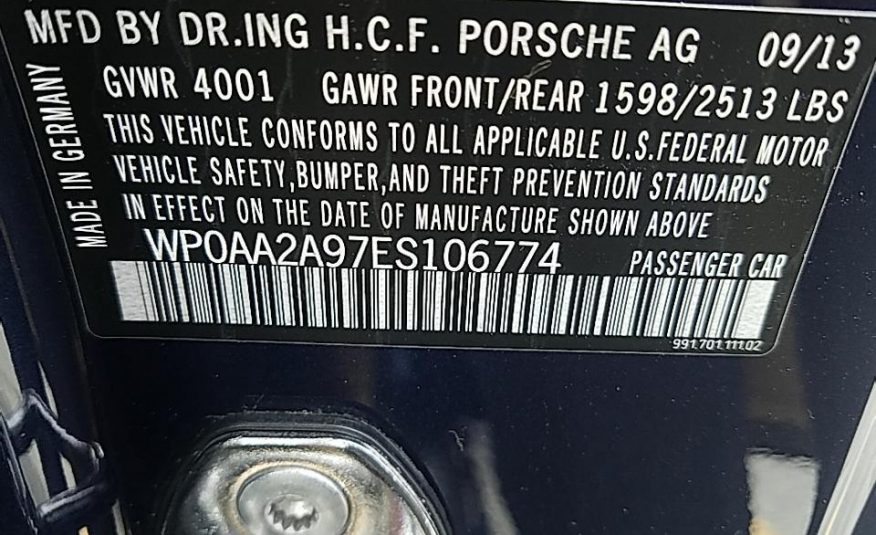 MFD BY DR.ING H.C.F. PORSCHE AG 09/13
GVWR 4001 GAWR FRONT/REAR 1598/2513 LBS
THIS VEHICLE CONFORMS TO ALL APPLICABLE U.S.FEDERAL MOTOR
VEHICLE SAFETY,BUMPER,AND THEFT PREVENTION STANDARDS
IN EFFECT ON THE DATE OF MANUFACTURE SHOWN ABOVE
WP0AA2A97ES106774 PASSENGER CAR
991.701.111.02
MADE IN GERMANY